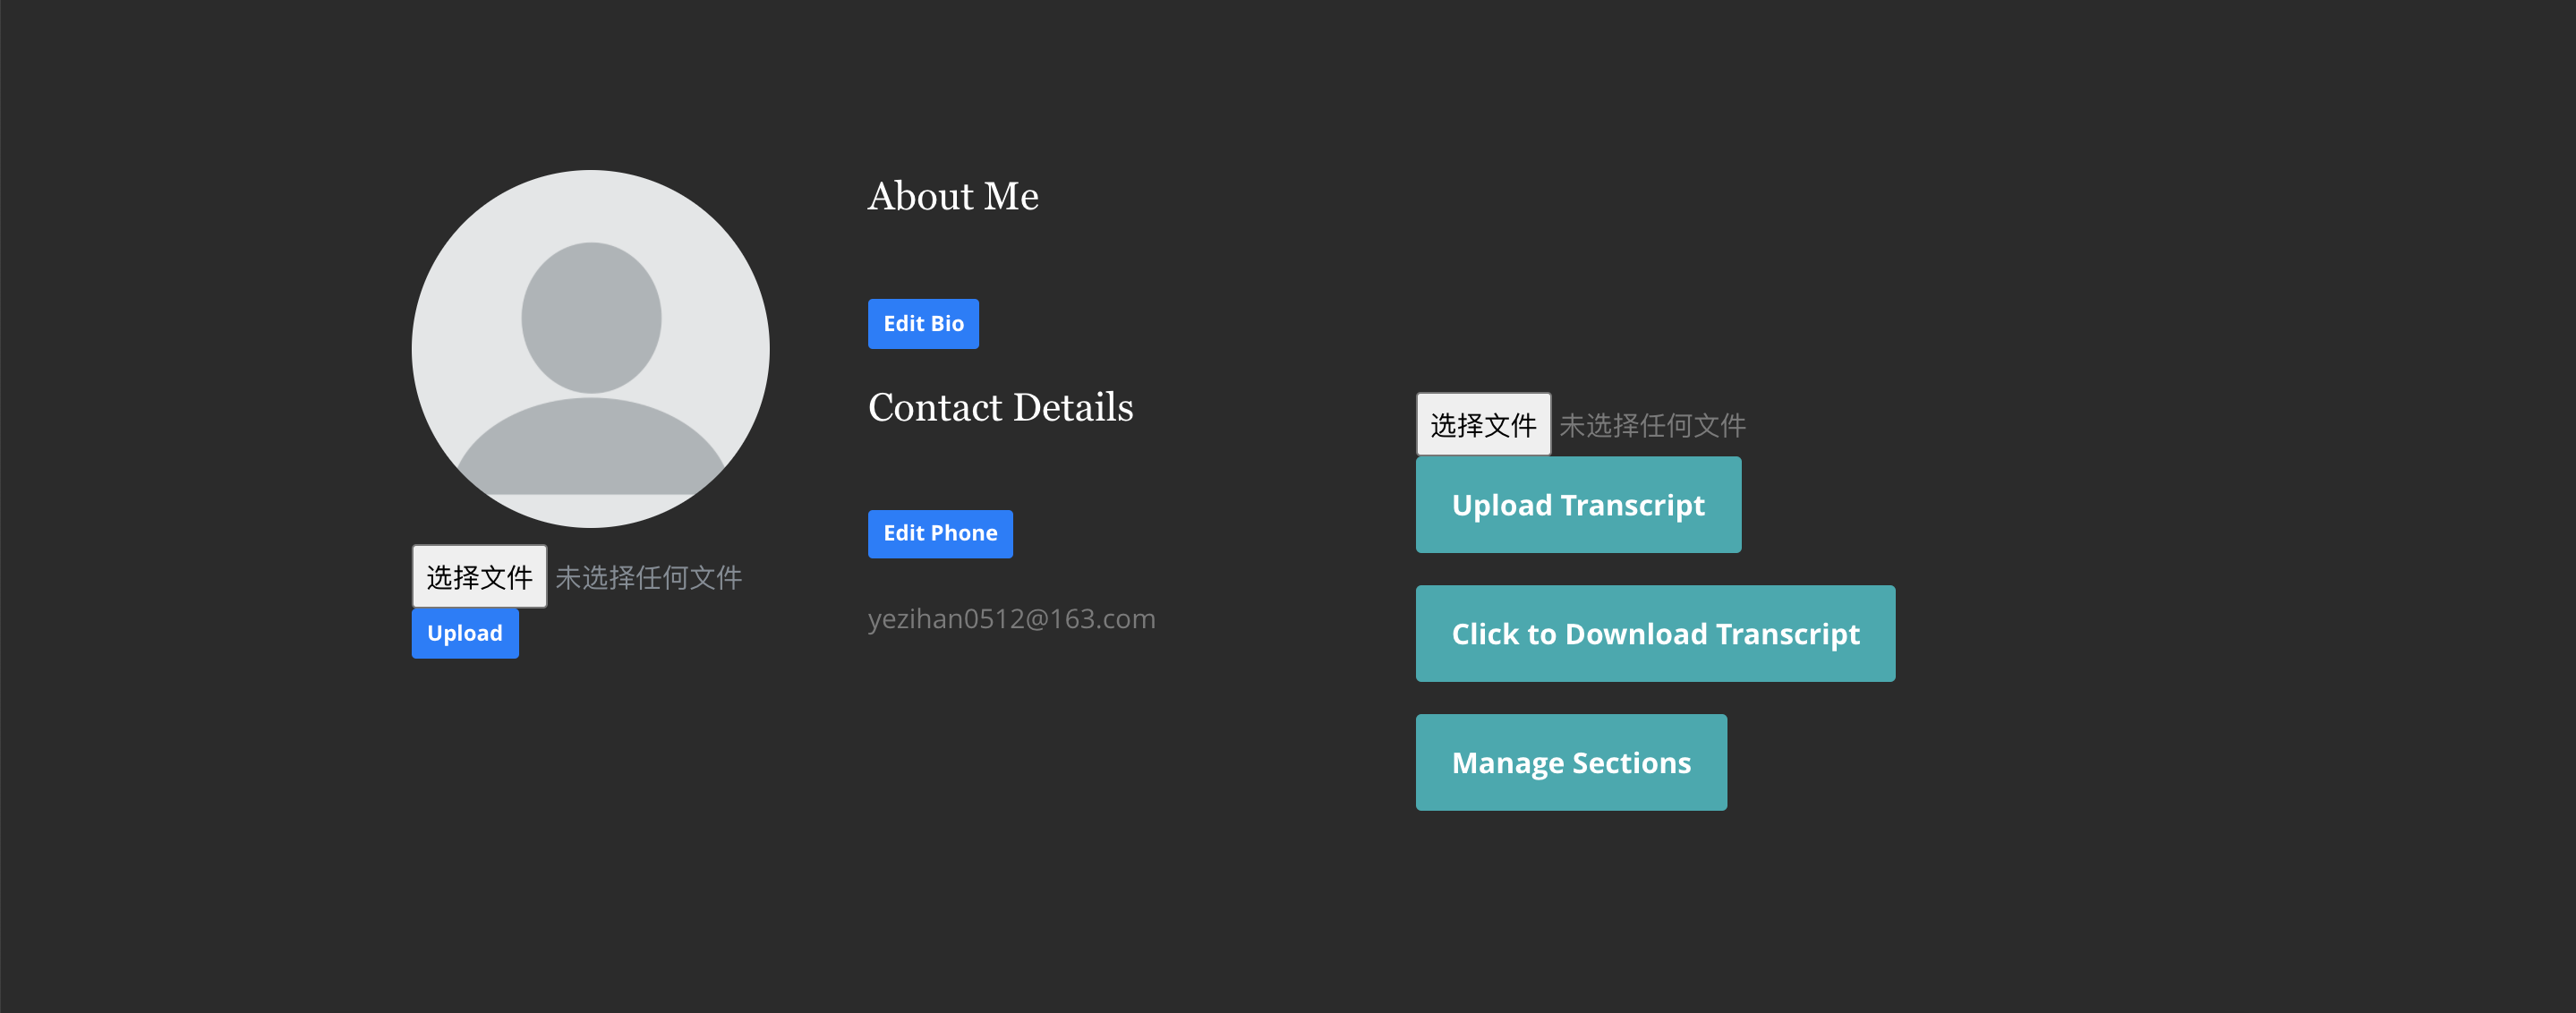 About Me
Edit Bio
Contact Details
Edit Phone
yezihan0512@163.com
选择文件 未选择任何文件
Upload
选择文件 未选择任何文件
Upload Transcript
Click to Download Transcript
Manage Sections